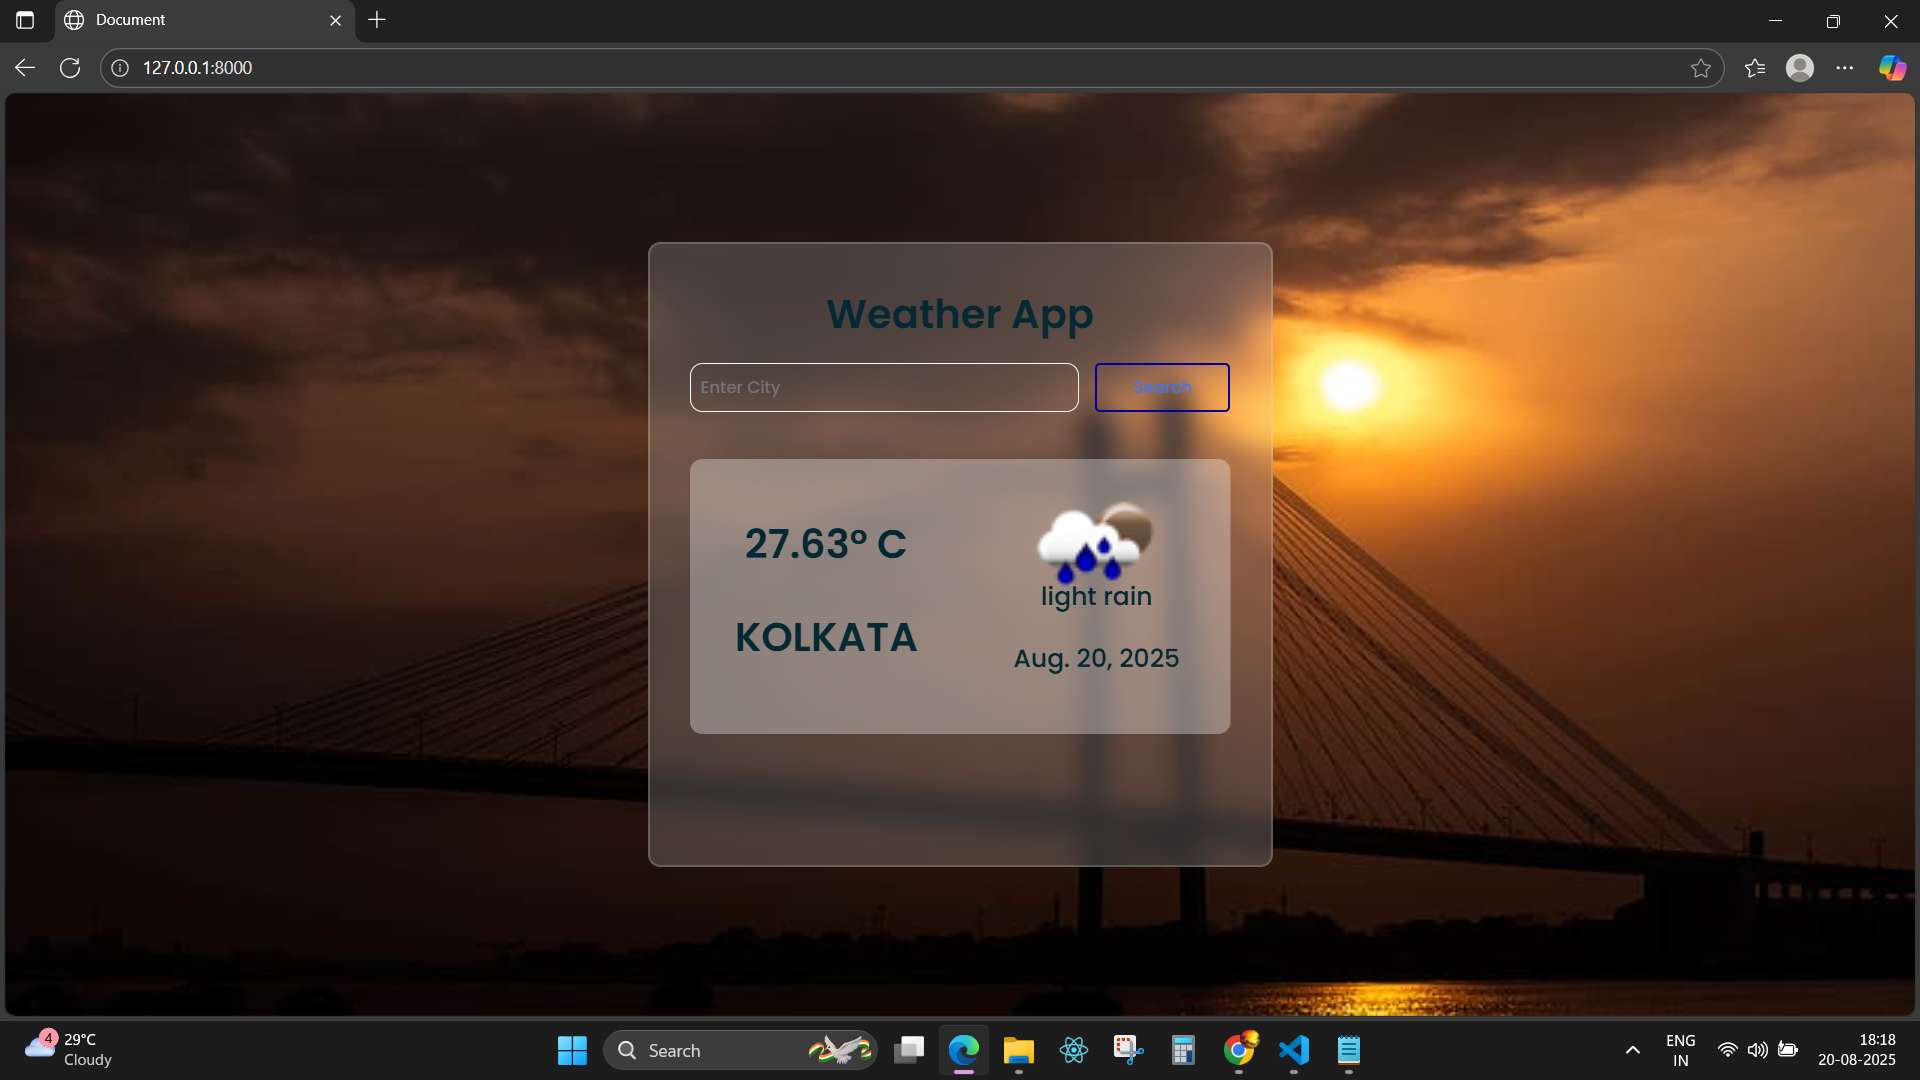 Document
127.0.0.1:8000
Weather App
Enter City
Search
27.63° C
light rain
KOLKATA
Aug. 20, 2025
4
29°C
Cloudy
Search
ENG
IN
18:18
20-08-2025